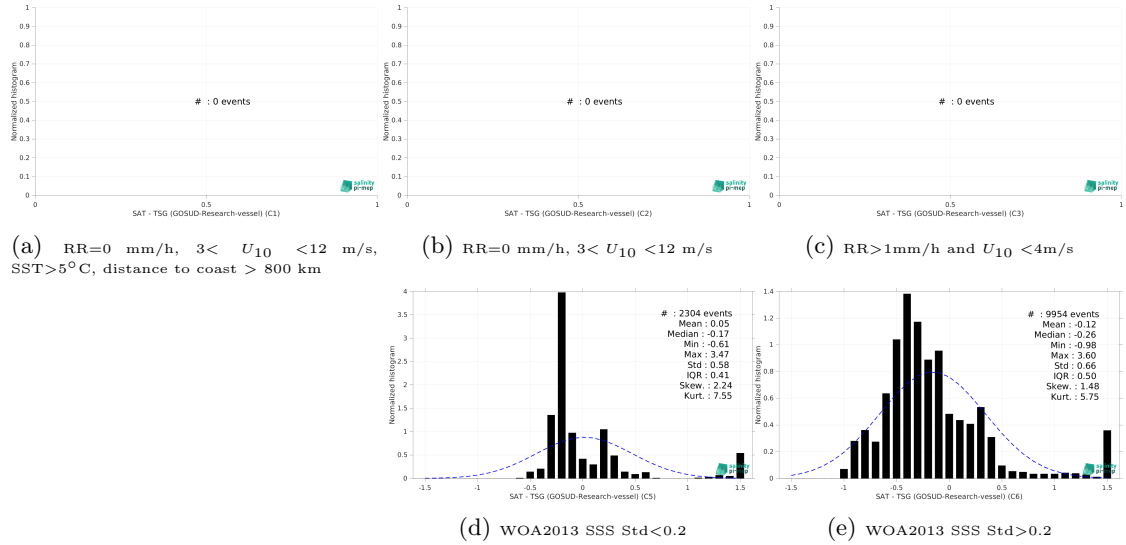 1
0.9
0.8
0.7
0.6
0.5
0.4
0.3
0.2
0.1
0
Normalized histogram
# : 0 events
salinity
pi-mep
0 0.5 1
SAT - TSG (GOSUD-Research-vessel) (C1)
(a) RR=0 mm/h, 3< U10 <12 m/s,
SST>5°C, distance to coast > 800 km
1
0.9
0.8
0.7
0.6
0.5
0.4
0.3
0.2
0.1
0
Normalized histogram
# : 0 events
salinity
pi-mep
0 0.5 1
SAT - TSG (GOSUD-Research-vessel) (C2)
(b) RR=0 mm/h, 3< U10 <12 m/s
1
0.9
0.8
0.7
0.6
0.5
0.4
0.3
0.2
0.1
0
Normalized histogram
# : 0 events
salinity
pi-mep
0 0.5 1
SAT - TSG (GOSUD-Research-vessel) (C3)
(c) RR>1mm/h and U10 <4m/s
4
3.5
3
2.5
2
1.5
1
0.5
0
Normalized histogram
# : 2304 events
Mean : 0.05
Median : -0.17
Min : -0.61
Max : 3.47
Std : 0.58
IQR : 0.41
Skew. : 2.24
Kurt. : 7.55
salinity
pi-mep
-1.5 -1 -0.5 0 0.5 1 1.5
SAT - TSG (GOSUD-Research-vessel) (C5)
(d) WOA2013 SSS Std<0.2
1.4
1.2
1
0.8
0.6
0.4
0.2
0
Normalized histogram
# : 9954 events
Mean : -0.12
Median : -0.26
Min : -0.98
Max : 3.60
Std : 0.66
IQR : 0.50
Skew. : 1.48
Kurt. : 5.75
salinity
pi-mep
-1.5 -1 -0.5 0 0.5 1 1.5
SAT - TSG (GOSUD-Research-vessel) (C6)
(e) WOA2013 SSS Std>0.2